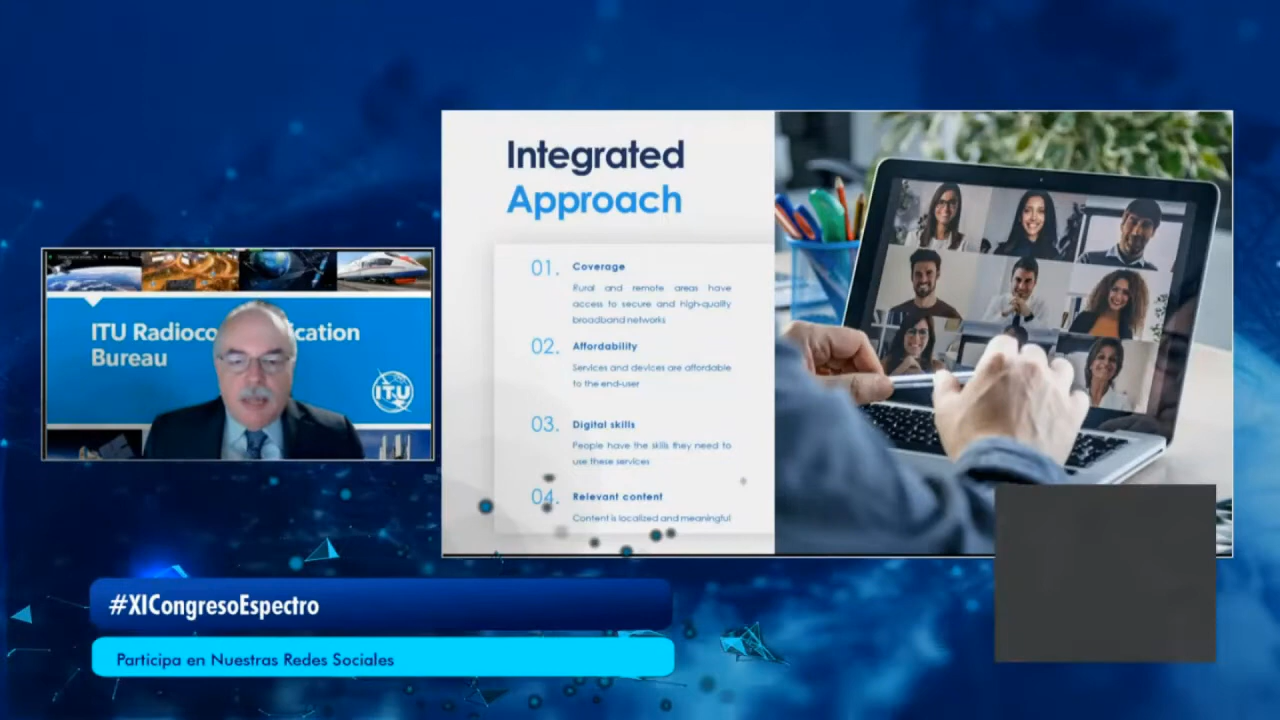 ITU Radioco ication
Bureau
ITU
Integrated
Approach
01. Coverage
Rural and remote areas have
access to secure and high-quality
broadband networks
02. Affordability
Services and devices are affordable
to the end-user
03. Digital skills
People have the skills they need to
use these services
04. Relevant content
Content is localized and meaningful
#XICongresoEspectro
Participa en Nuestras Redes Sociales